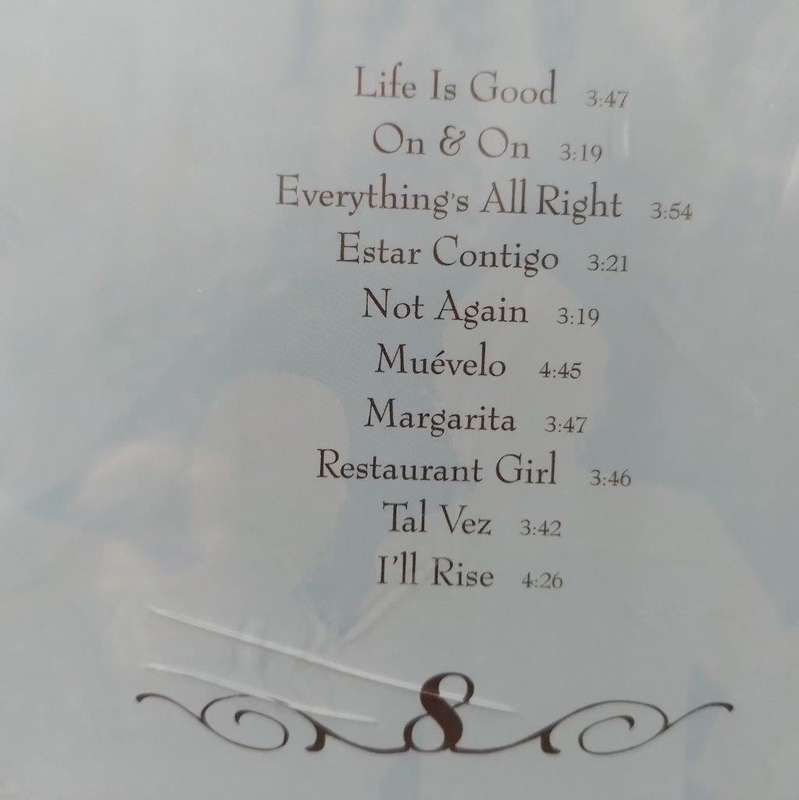 Life Is Good 3:47
On & On 3:19
Everything's All Right 3:54
Estar Contigo 3:21
Not Again 3:19
Muévelo 4:45
Margarita 3:47
Restaurant Girl 3:46
Tal Vez 3:42
I'll Rise 4:26
8